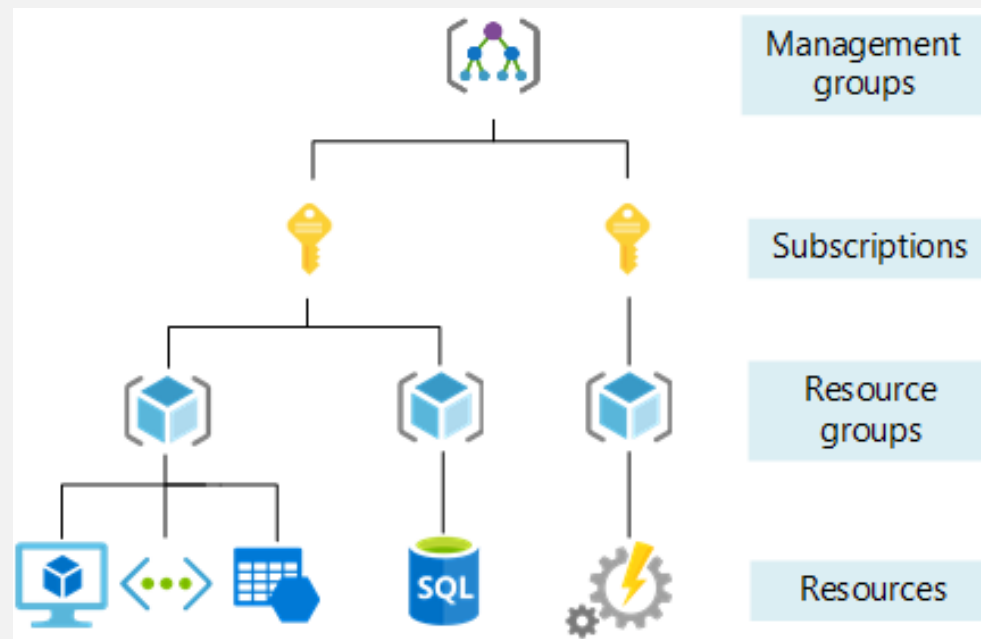 Management
groups
Subscriptions
Resource
groups
SQL
Resources